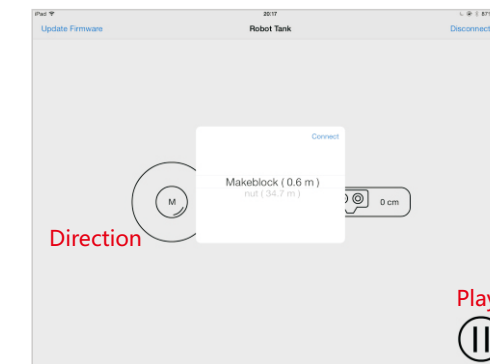 iPad 20:17 87%
Update Firmware Robot Tank Disconnect
Connect
Makeblock ( 0.6 m )
nut ( 34.7 m )
M
0 cm
Direction
Play